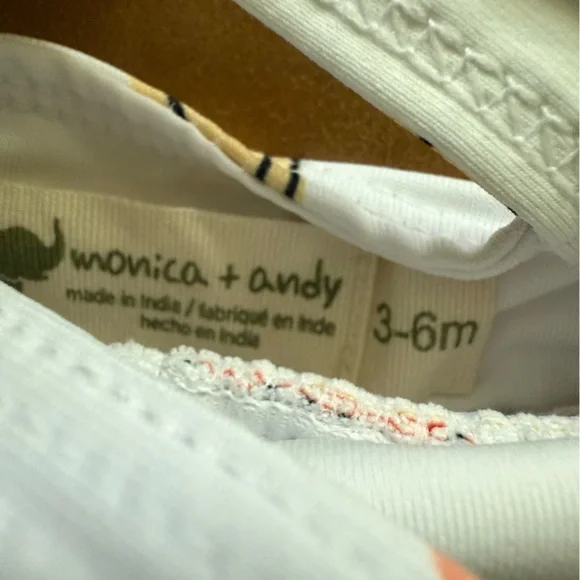 monica + andy
made in India / fabriqué en Inde
hecho en India
3-6m